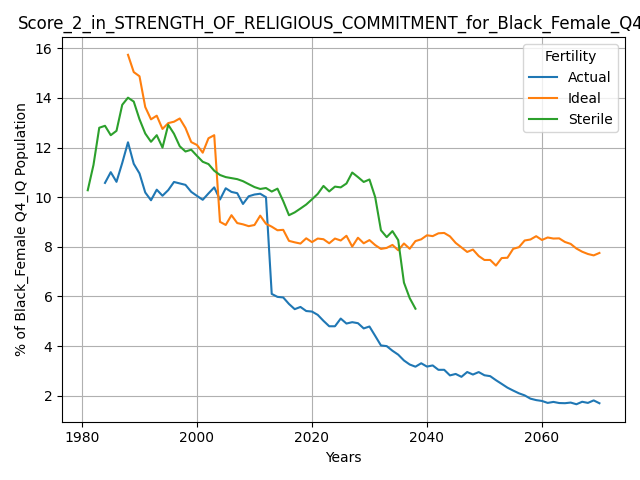 Score_2_in_STRENGTH_OF_RELIGIOUS_COMMITMENT_for_Black_Female_Q4
Fertility
Actual
Ideal
Sterile
% of Black_Female Q4_IQ Population
16
14
12
10
8
6
4
2
1980 2000 2020 2040 2060
Years